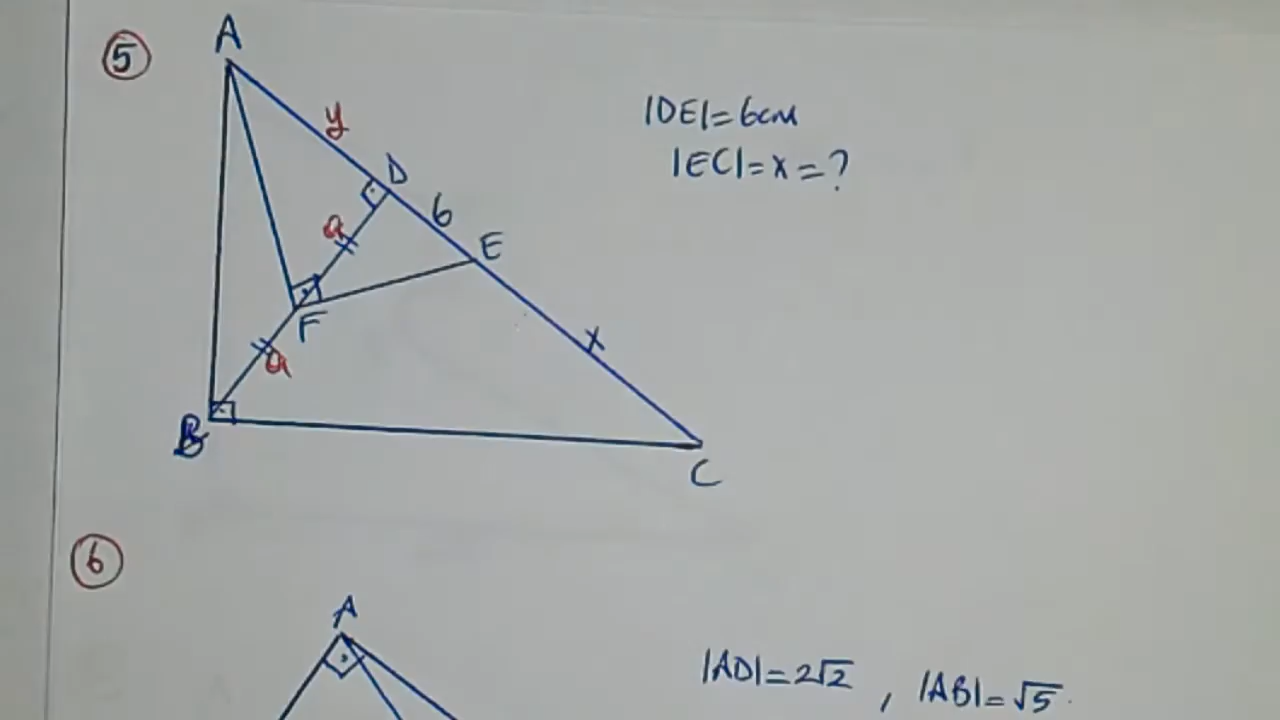 5
A
y
|DE|=6cm
|EC|=x=?
D
6
a
E
F
x
a
B
C
6
A
|AD|=2√2 , |AB|=√5